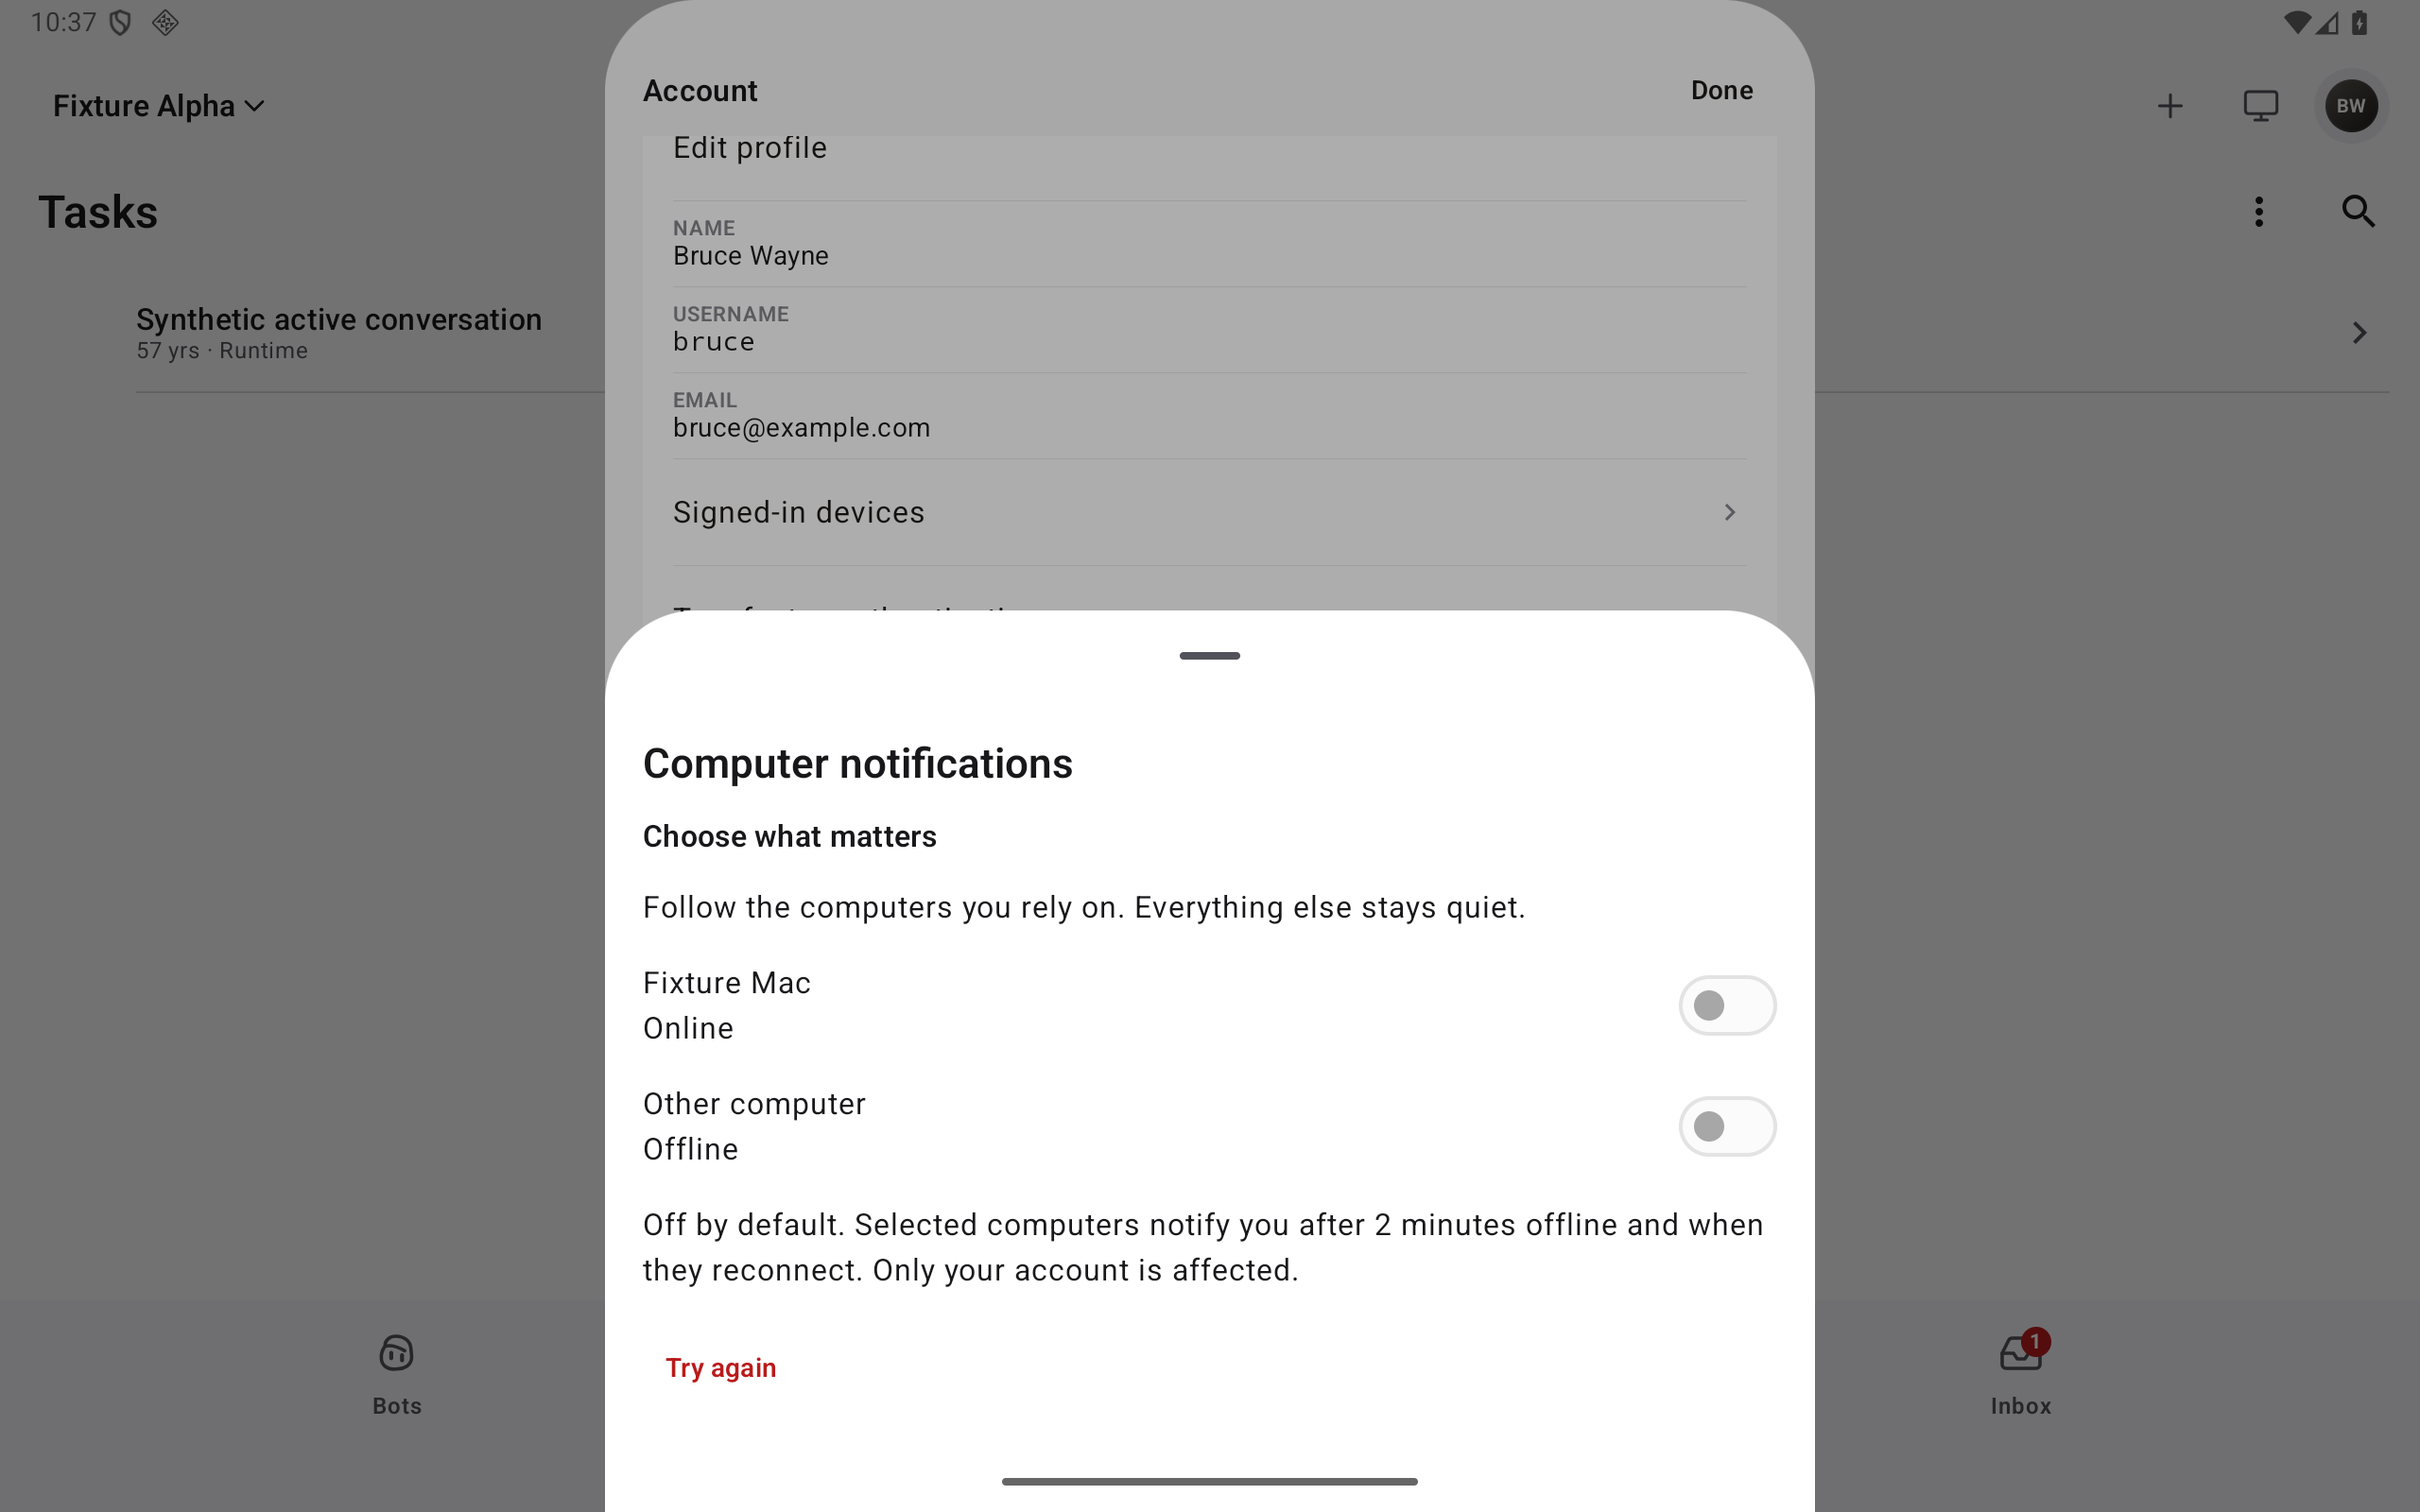 10:37
Fixture Alpha
Account
Done
BW
Edit profile
Tasks
NAME
Bruce Wayne
USERNAME
bruce
Synthetic active conversation
57 yrs · Runtime
EMAIL
bruce@example.com
Signed-in devices
Computer notifications
Choose what matters
Follow the computers you rely on. Everything else stays quiet.
Fixture Mac
Online
Other computer
Offline
Off by default. Selected computers notify you after 2 minutes offline and when
they reconnect. Only your account is affected.
Try again
Bots
1
Inbox